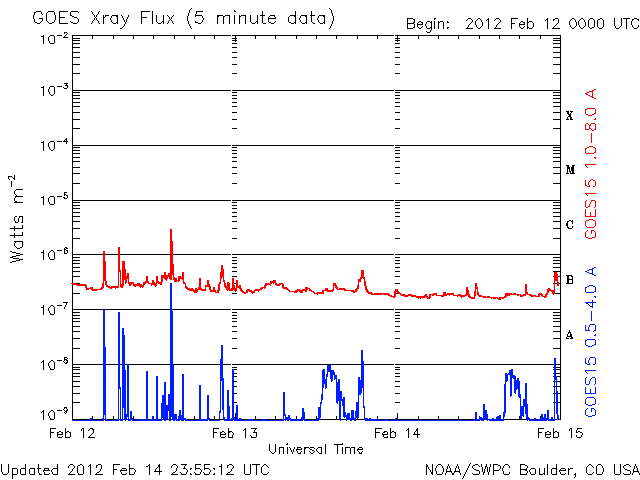 GOES Xray Flux (5 minute data)
Begin: 2012 Feb 12 0000 UTC
10⁻²
10⁻³
10⁻⁴
10⁻⁵
10⁻⁶
10⁻⁷
10⁻⁸
10⁻⁹
Watts m⁻²
X
M
C
B
A
GOES15 1.0-8.0 A
GOES15 0.5-4.0 A
Feb 12
Feb 13
Feb 14
Feb 15
Universal Time
Updated 2012 Feb 14 23:55:12 UTC
NOAA/SWPC Boulder, CO USA